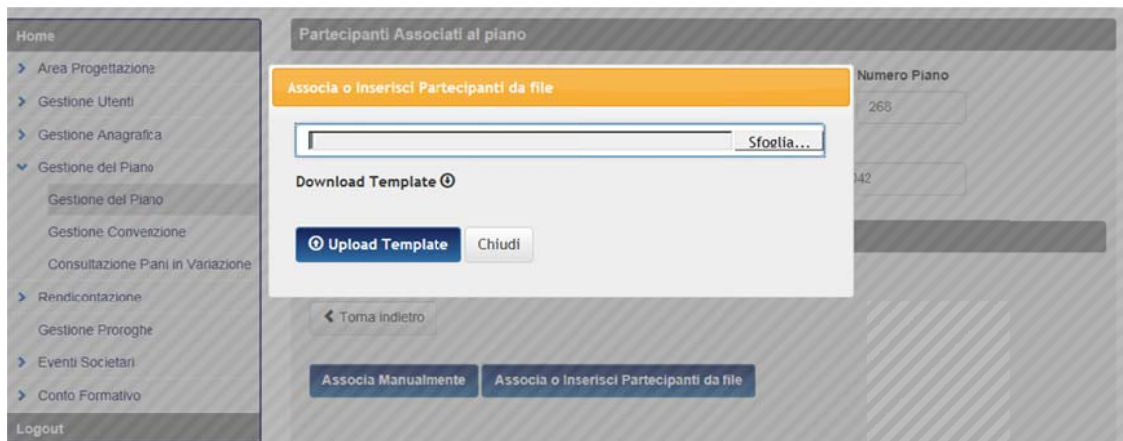 Home
Area Progettazione
Gestione Utenti
Gestione Anagrafica
Gestione del Piano
Gestione del Piano
Gestione Convenzione
Consultazione Piani in Variazione
Rendicontazione
Gestione Proroghe
Eventi Societari
Conto Formativo
Logout
Partecipanti Associati al piano
Numero Piano
268
042
Associa o Inserisci Partecipanti da file
Sfoglia...
Download Template
Upload Template Chiudi
Torna indietro
Associa Manualmente Associa o Inserisci Partecipanti da file